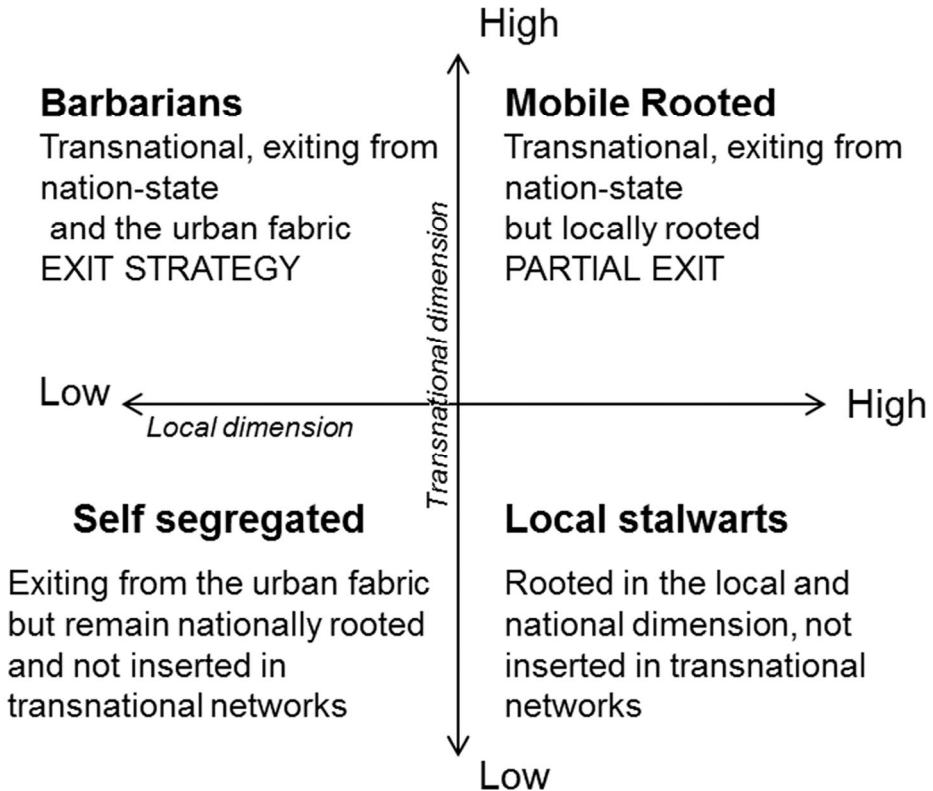 High
Barbarians
Transnational, exiting from
nation-state
and the urban fabric
EXIT STRATEGY
Mobile Rooted
Transnational, exiting from
nation-state
but locally rooted
PARTIAL EXIT
Transnational dimension
Low
High
Local dimension
Self segregated
Exiting from the urban fabric
but remain nationally rooted
and not inserted in
transnational networks
Local stalwarts
Rooted in the local and
national dimension, not
inserted in transnational
networks
Low